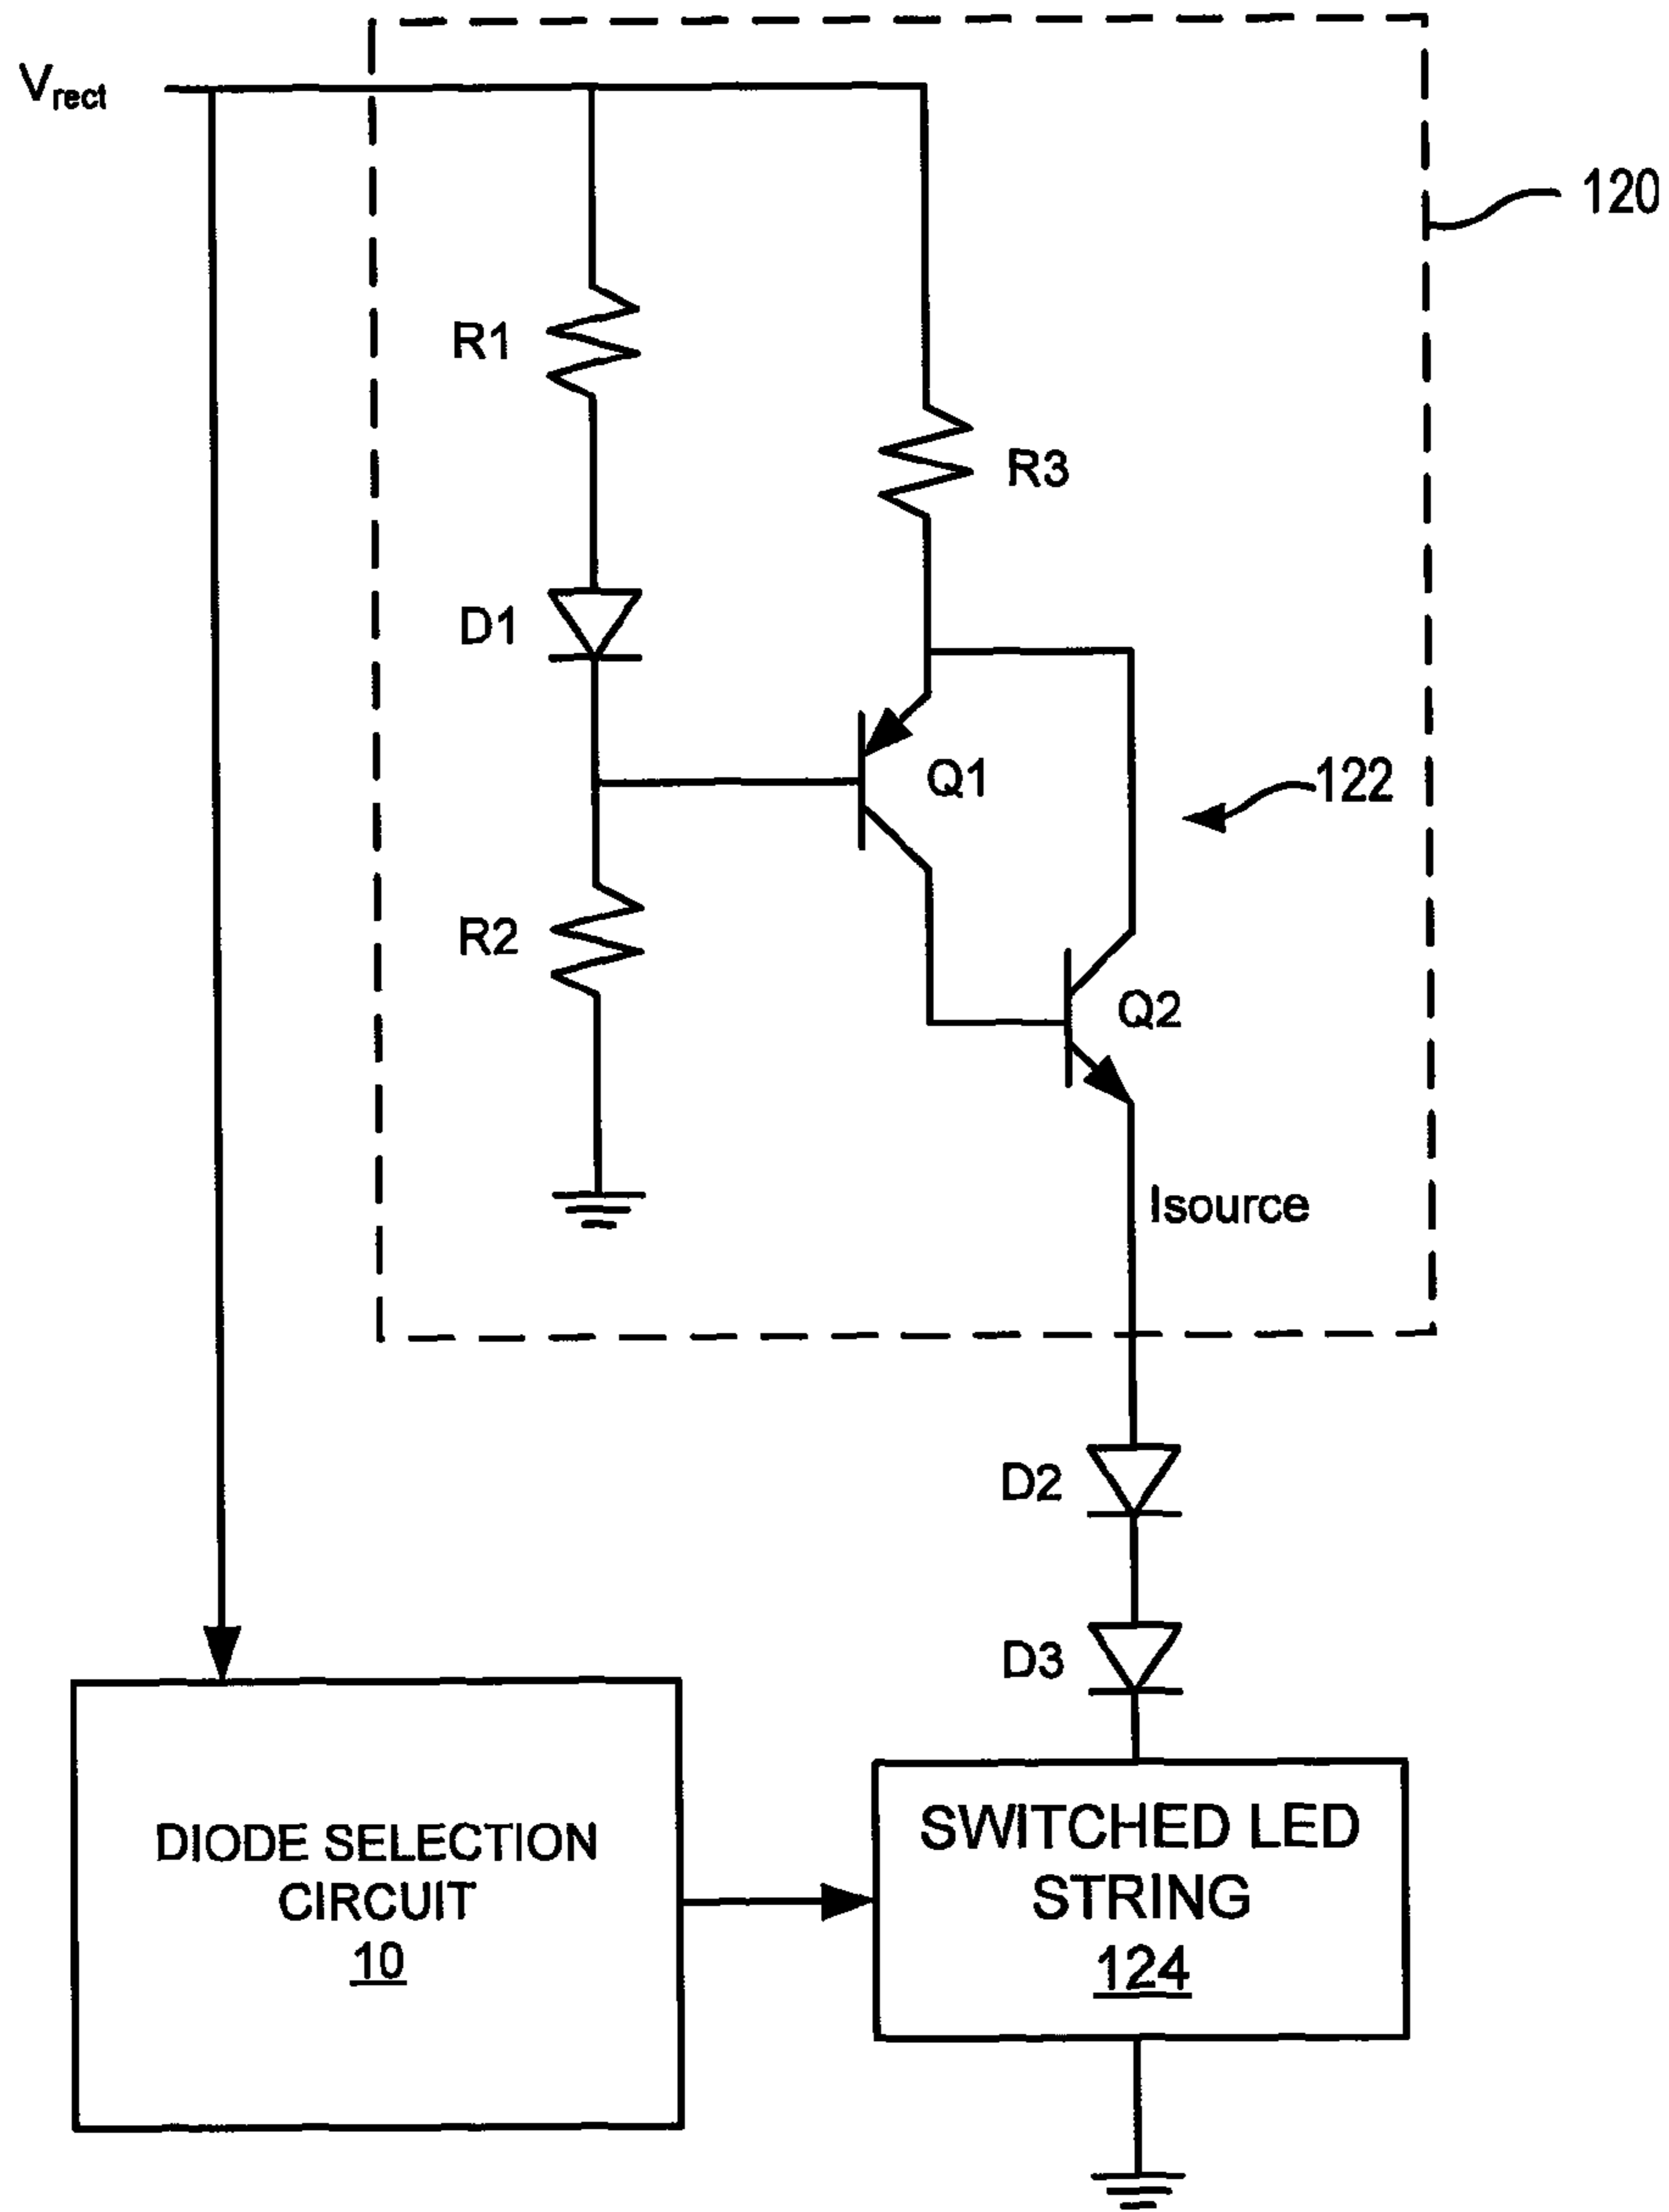 Vrect
120
R1
R3
D1
Q1
122
R2
Q2
Isource
D2
D3
DIODE SELECTION
CIRCUIT
10
SWITCHED LED
STRING
124